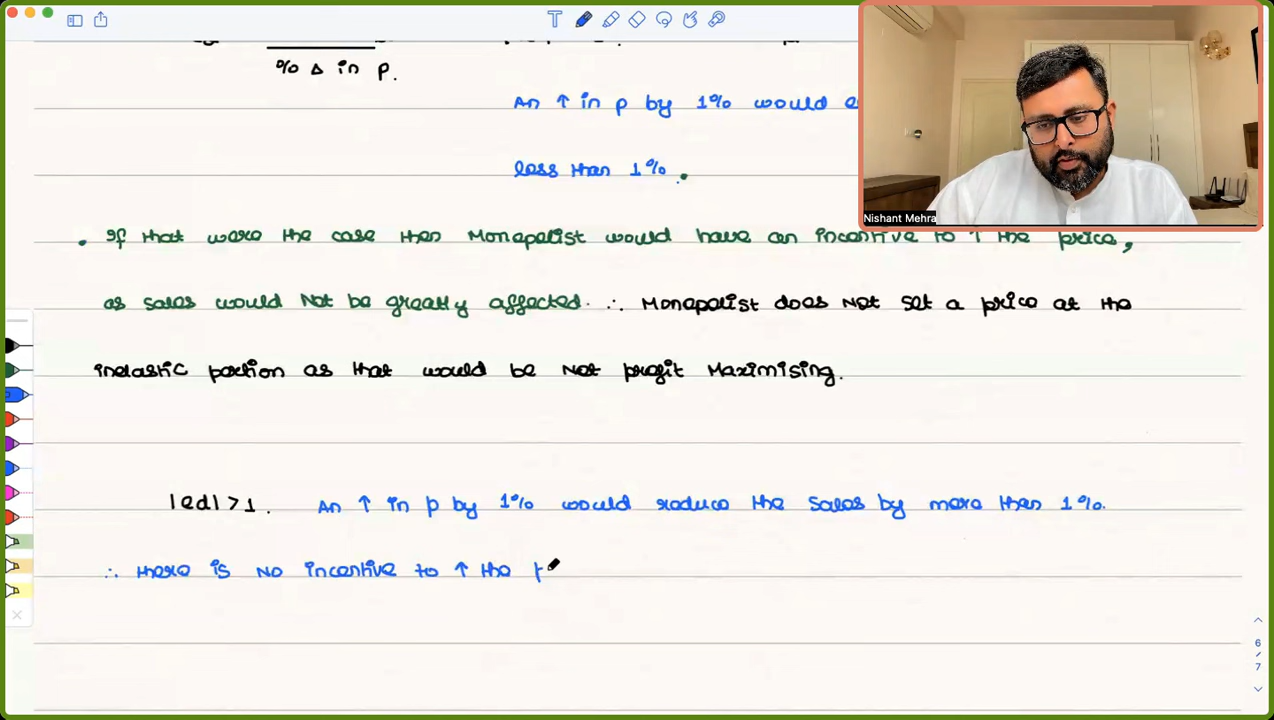 % Δ in p.
An ↑ in p by 1% would
less than 1%.
• If that were the case then Monopolist would have an incentive to ↑ the price,
as sales would Not be greatly affected. ∴ Monopolist does Not set a price at the
inelastic portion as that would be Not profit Maximising.
|ed| > 1. An ↑ in p by 1% would reduce the sales by more than 1%.
∴ there is No incentive to ↑ the
Nishant Mehra
6
/
7